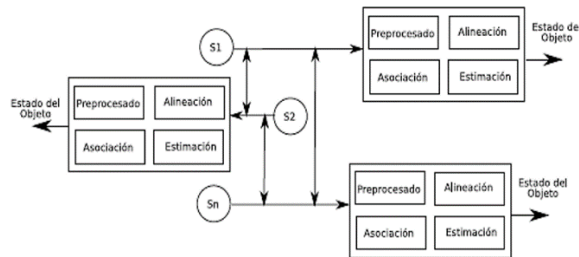 S1
Preprocesado
Alineación
Asociación
Estimación
Estado de
Objeto
Estado del
Objeto
Preprocesado
Alineación
Asociación
Estimación
S2
Sn
Preprocesado
Alineación
Asociación
Estimación
Estado del
Objeto